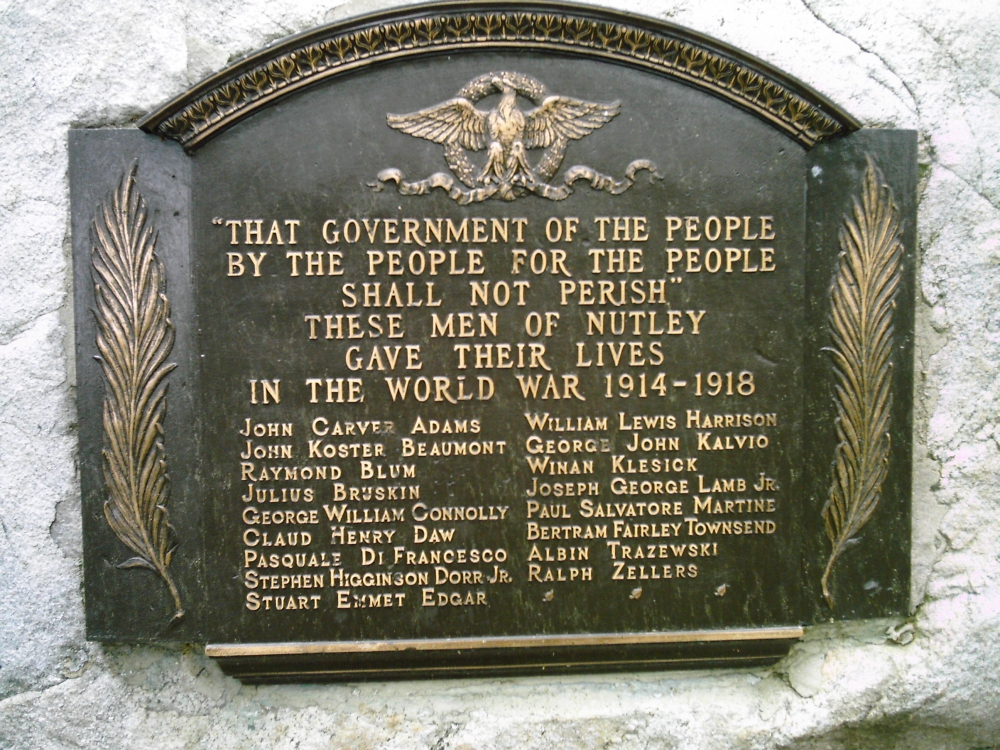 "THAT GOVERNMENT OF THE PEOPLE
BY THE PEOPLE FOR THE PEOPLE
SHALL NOT PERISH"
THESE MEN OF NUTLEY
GAVE THEIR LIVES
IN THE WORLD WAR 1914-1918
JOHN CARVER ADAMS
JOHN KOSTER BEAUMONT
RAYMOND BLUM
JULIUS BRUSKIN
GEORGE WILLIAM CONNOLLY
CLAUD HENRY DAW
PASQUALE DI FRANCESCO
STEPHEN HIGGINSON DORR JR.
STUART EMMET EDGAR
WILLIAM LEWIS HARRISON
GEORGE JOHN KALVIO
WINAN KLESICK
JOSEPH GEORGE LAMB JR.
PAUL SALVATORE MARTINE
BERTRAM FAIRLEY TOWNSEND
ALBIN TRAZEWSKI
RALPH ZELLERS